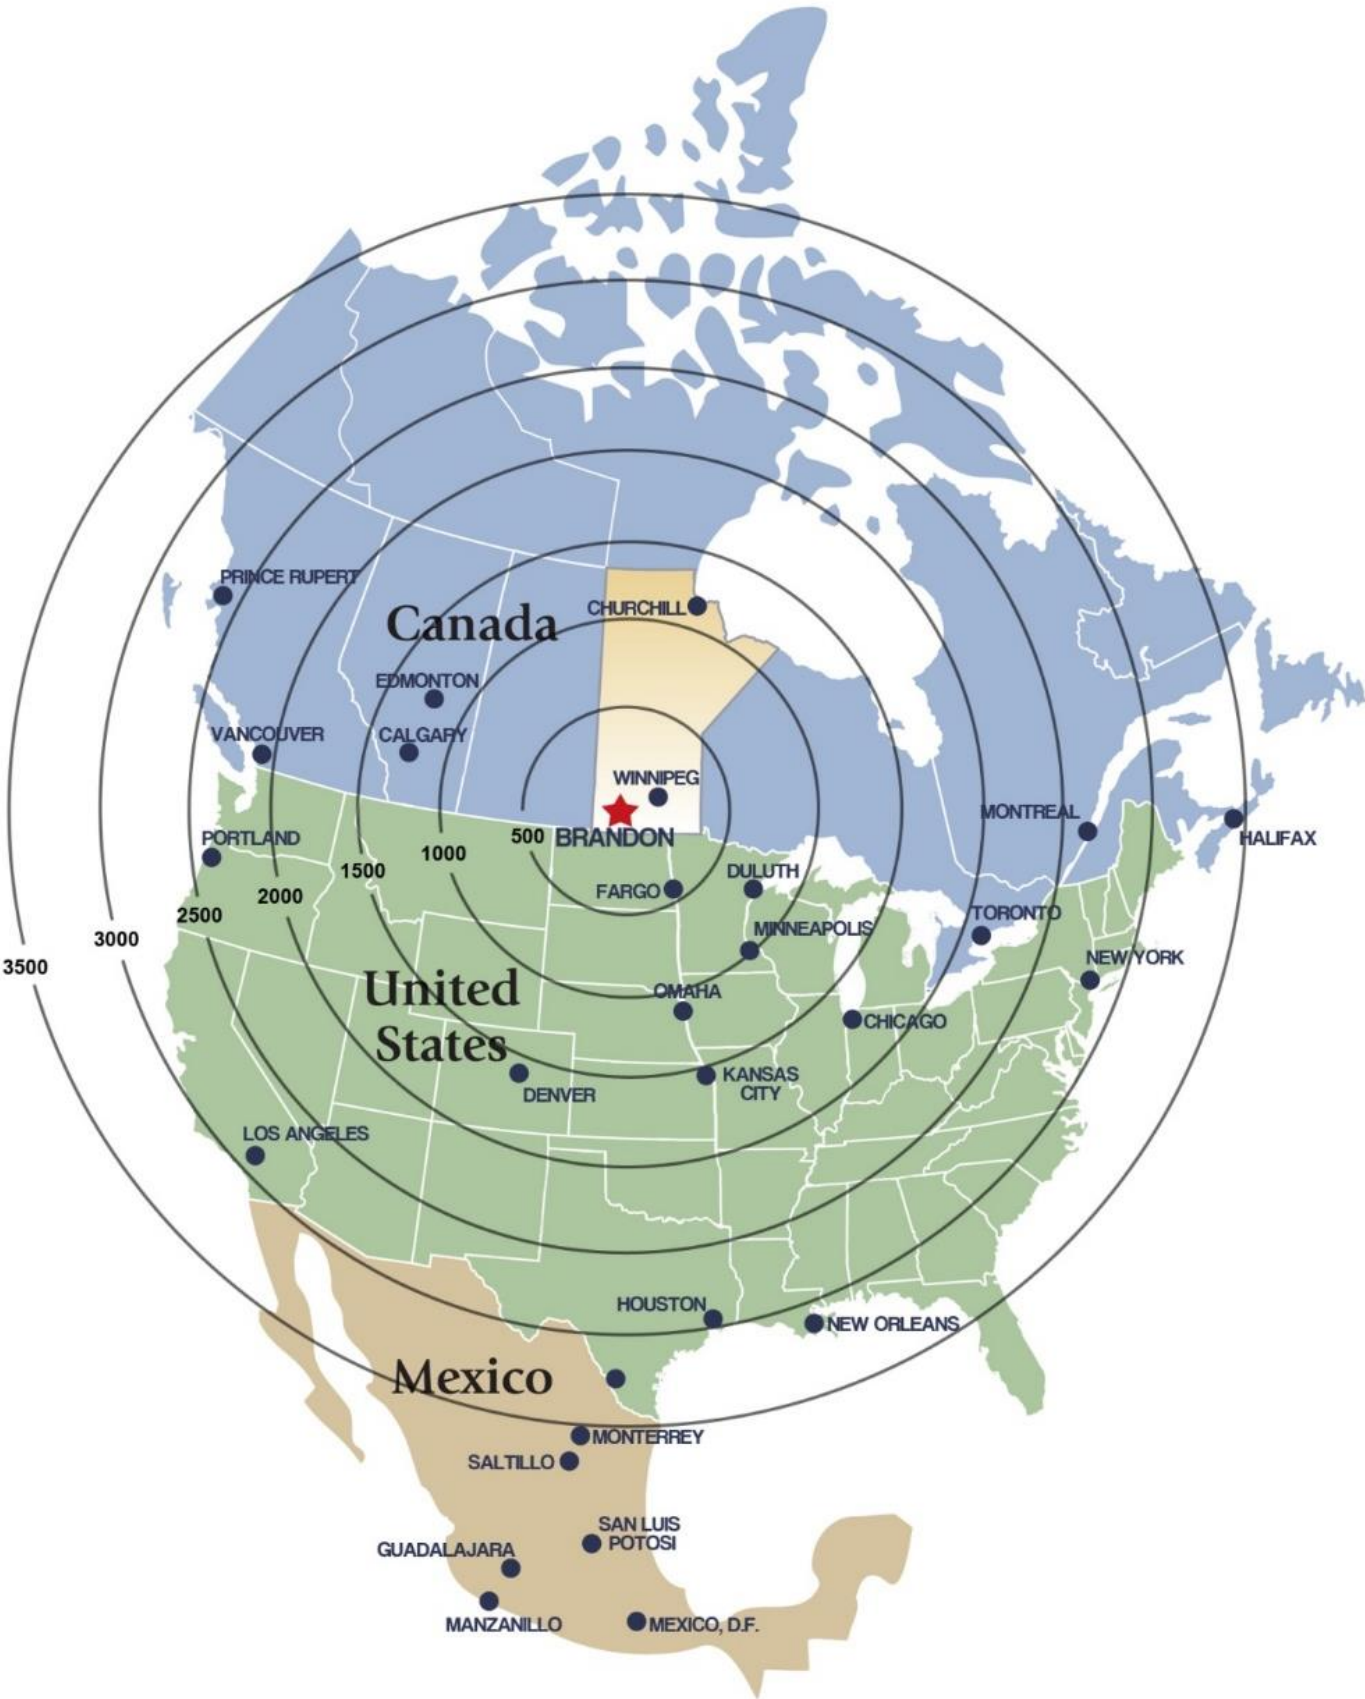 PRINCE RUPERT
CHURCHILL
Canada
EDMONTON
VANCOUVER
CALGARY
WINNIPEG
MONTREAL
PORTLAND
500
BRANDON
HALIFAX
1000
1500
DULUTH
FARGO
2000
2500
TORONTO
MINNEAPOLIS
3000
NEW YORK
3500
United
States
OMAHA
CHICAGO
KANSAS
CITY
DENVER
LOS ANGELES
HOUSTON
NEW ORLEANS
Mexico
MONTERREY
SALTILLO
SAN LUIS
POTOSI
GUADALAJARA
MANZANILLO
MEXICO, D.F.